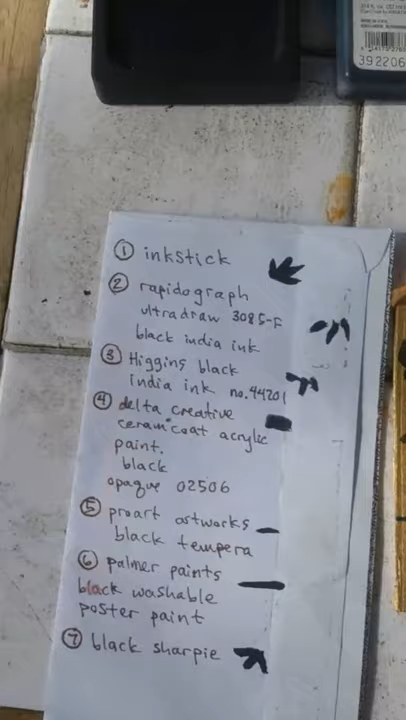 392206
① inkstick
② rapidograph
ultradraw 3085-F
black india ink
③ Higgins black
india ink no. 44201
④ delta creative
ceramcoat acrylic
paint.
black
opaque 02506
⑤ proart artworks
black tempera
⑥ palmer paints
black washable
poster paint
⑦ black sharpie